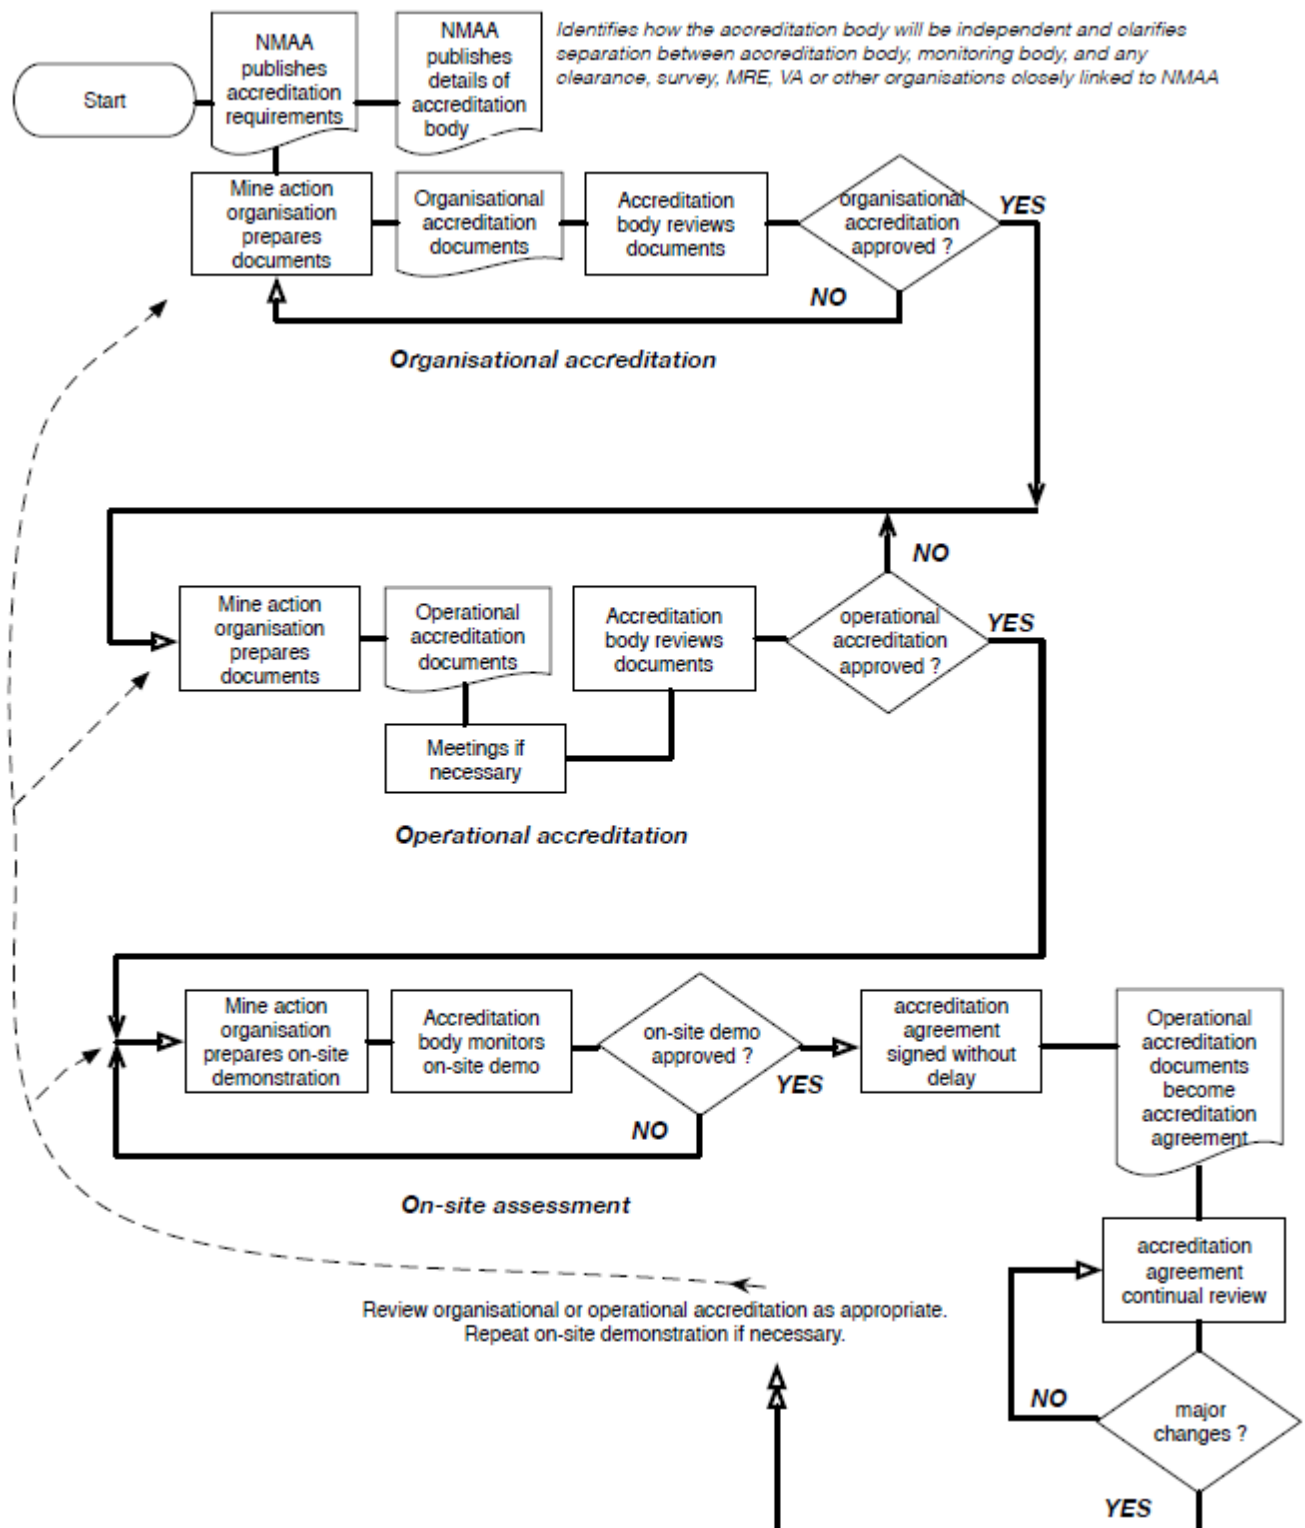 Start
NMAA
publishes
accreditation
requirements
NMAA
publishes
details of
accreditation
body
Identifies how the accreditation body will be independent and clarifies
separation between accreditation body, monitoring body, and any
clearance, survey, MRE, VA or other organisations closely linked to NMAA
Mine action
organisation
prepares
documents
Organisational
accreditation
documents
Accreditation
body reviews
documents
organisational
accreditation
approved ?
YES
NO
Organisational accreditation
NO
Mine action
organisation
prepares
documents
Operational
accreditation
documents
Accreditation
body reviews
documents
operational
accreditation
approved ?
YES
Meetings if
necessary
Operational accreditation
Mine action
organisation
prepares on-site
demonstration
Accreditation
body monitors
on-site demo
on-site demo
approved ?
YES
NO
accreditation
agreement
signed without
delay
Operational
accreditation
documents
become
accreditation
agreement
On-site assessment
accreditation
agreement
continual review
Review organisational or operational accreditation as appropriate.
Repeat on-site demonstration if necessary.
NO
major
changes ?
YES